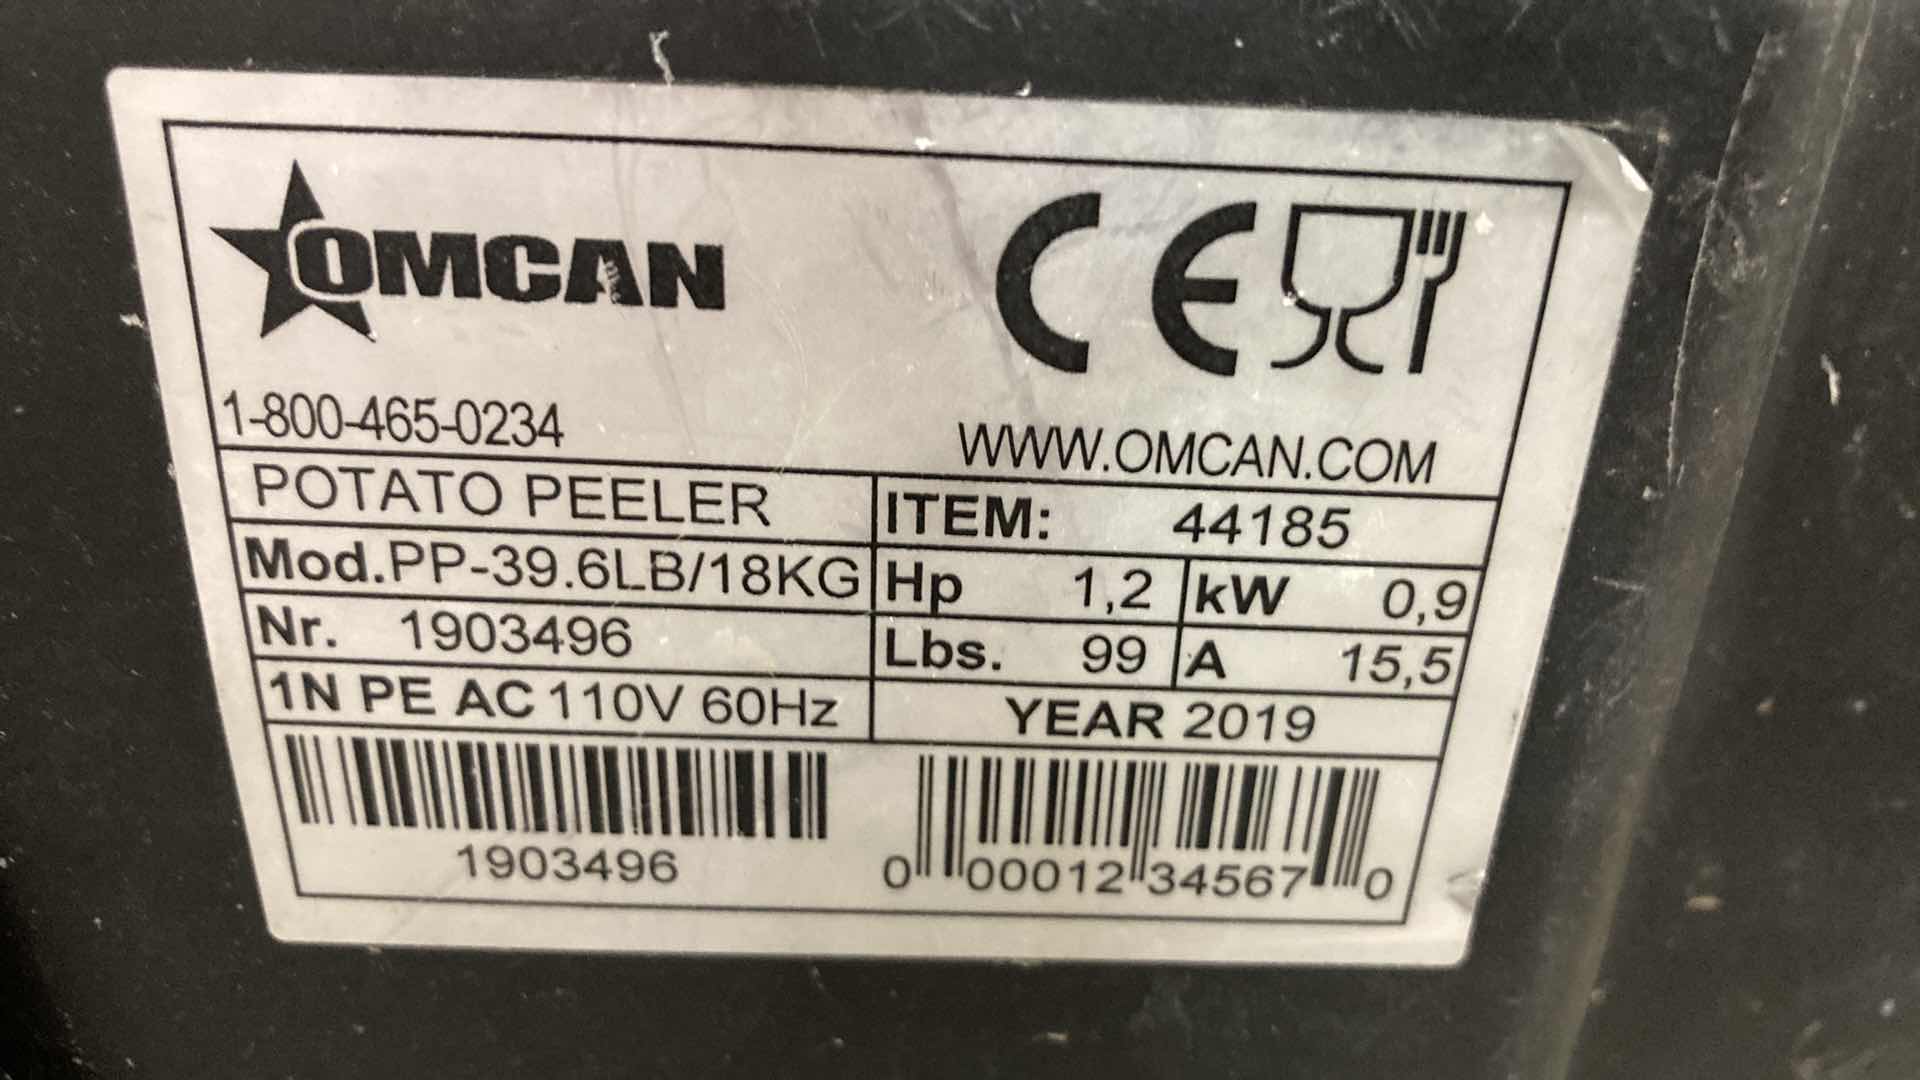 OMCAN
CE
1-800-465-0234
WWW.OMCAN.COM
POTATO PEELER
ITEM: 44185
Mod.PP-39.6LB/18KG
Hp 1,2 kW 0,9
Nr. 1903496
Lbs. 99 A 15,5
1N PE AC 110V 60Hz
YEAR 2019
1903496
0 00012 34567 0